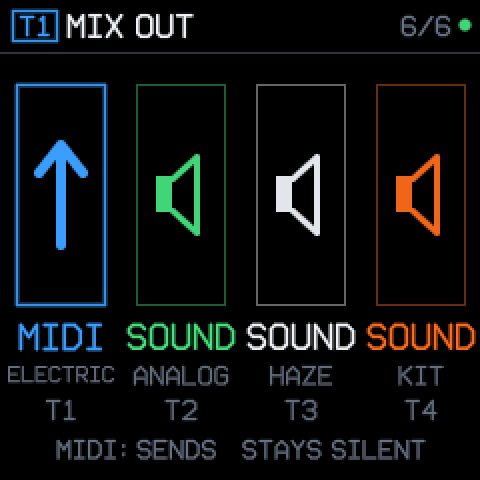 T1 MIX OUT 6/6
MIDI SOUND SOUND SOUND
ELECTRIC ANALOG HAZE KIT
T1 T2 T3 T4
MIDI: SENDS STAYS SILENT